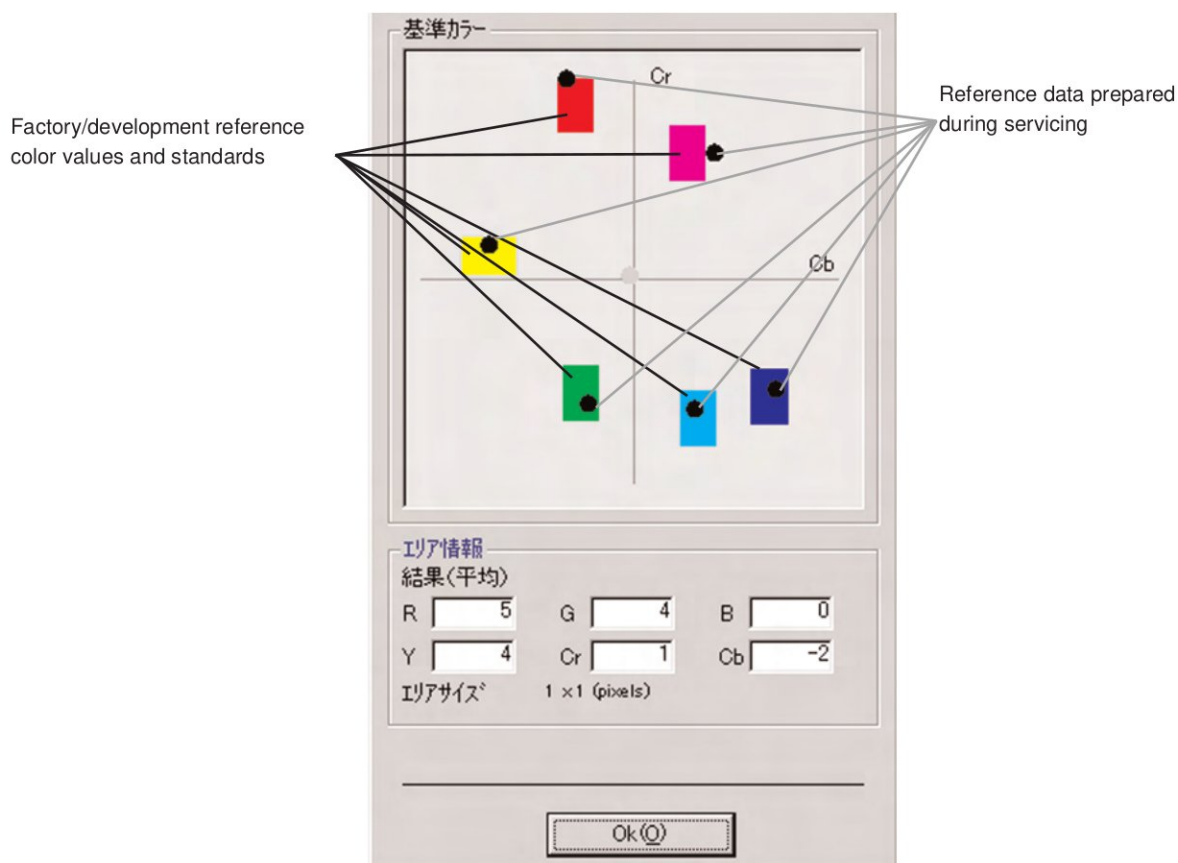 基準カラー
Cr
Factory/development reference
color values and standards
Reference data prepared
during servicing
Cb
エリア情報
結果(平均)
R 5 G 4 B 0
Y 4 Cr 1 Cb -2
エリアサイズ 1 ×1 (pixels)
Ok(O)